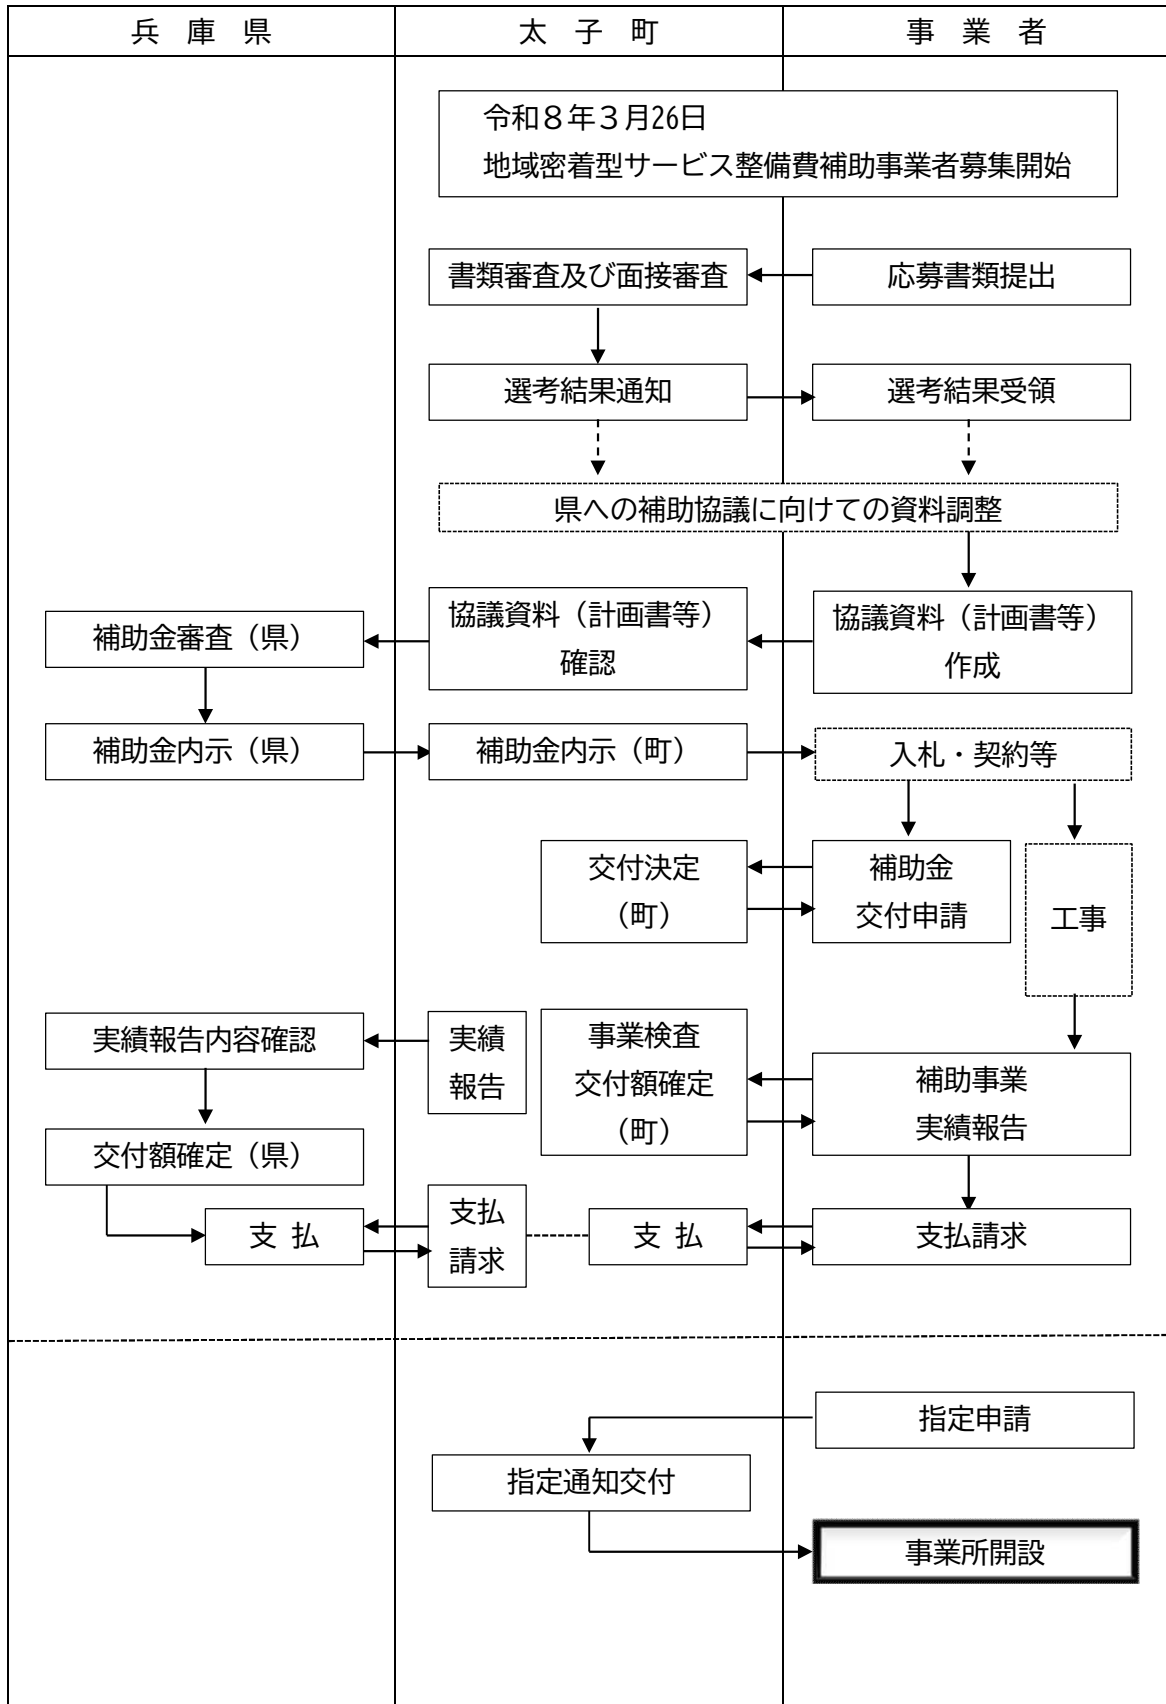 兵　庫　県
太　子　町
事　業　者
令和８年３月26日
地域密着型サービス整備費補助事業者募集開始
書類審査及び面接審査
応募書類提出
選考結果通知
選考結果受領
県への補助協議に向けての資料調整
補助金審査（県）
協議資料（計画書等）
確認
協議資料（計画書等）
作成
補助金内示（県）
補助金内示（町）
入札・契約等
交付決定
（町）
補助金
交付申請
工事
実績報告内容確認
実績
報告
事業検査
交付額確定
（町）
補助事業
実績報告
交付額確定（県）
支 払
支払
請求
支 払
支払請求
指定申請
指定通知交付
事業所開設